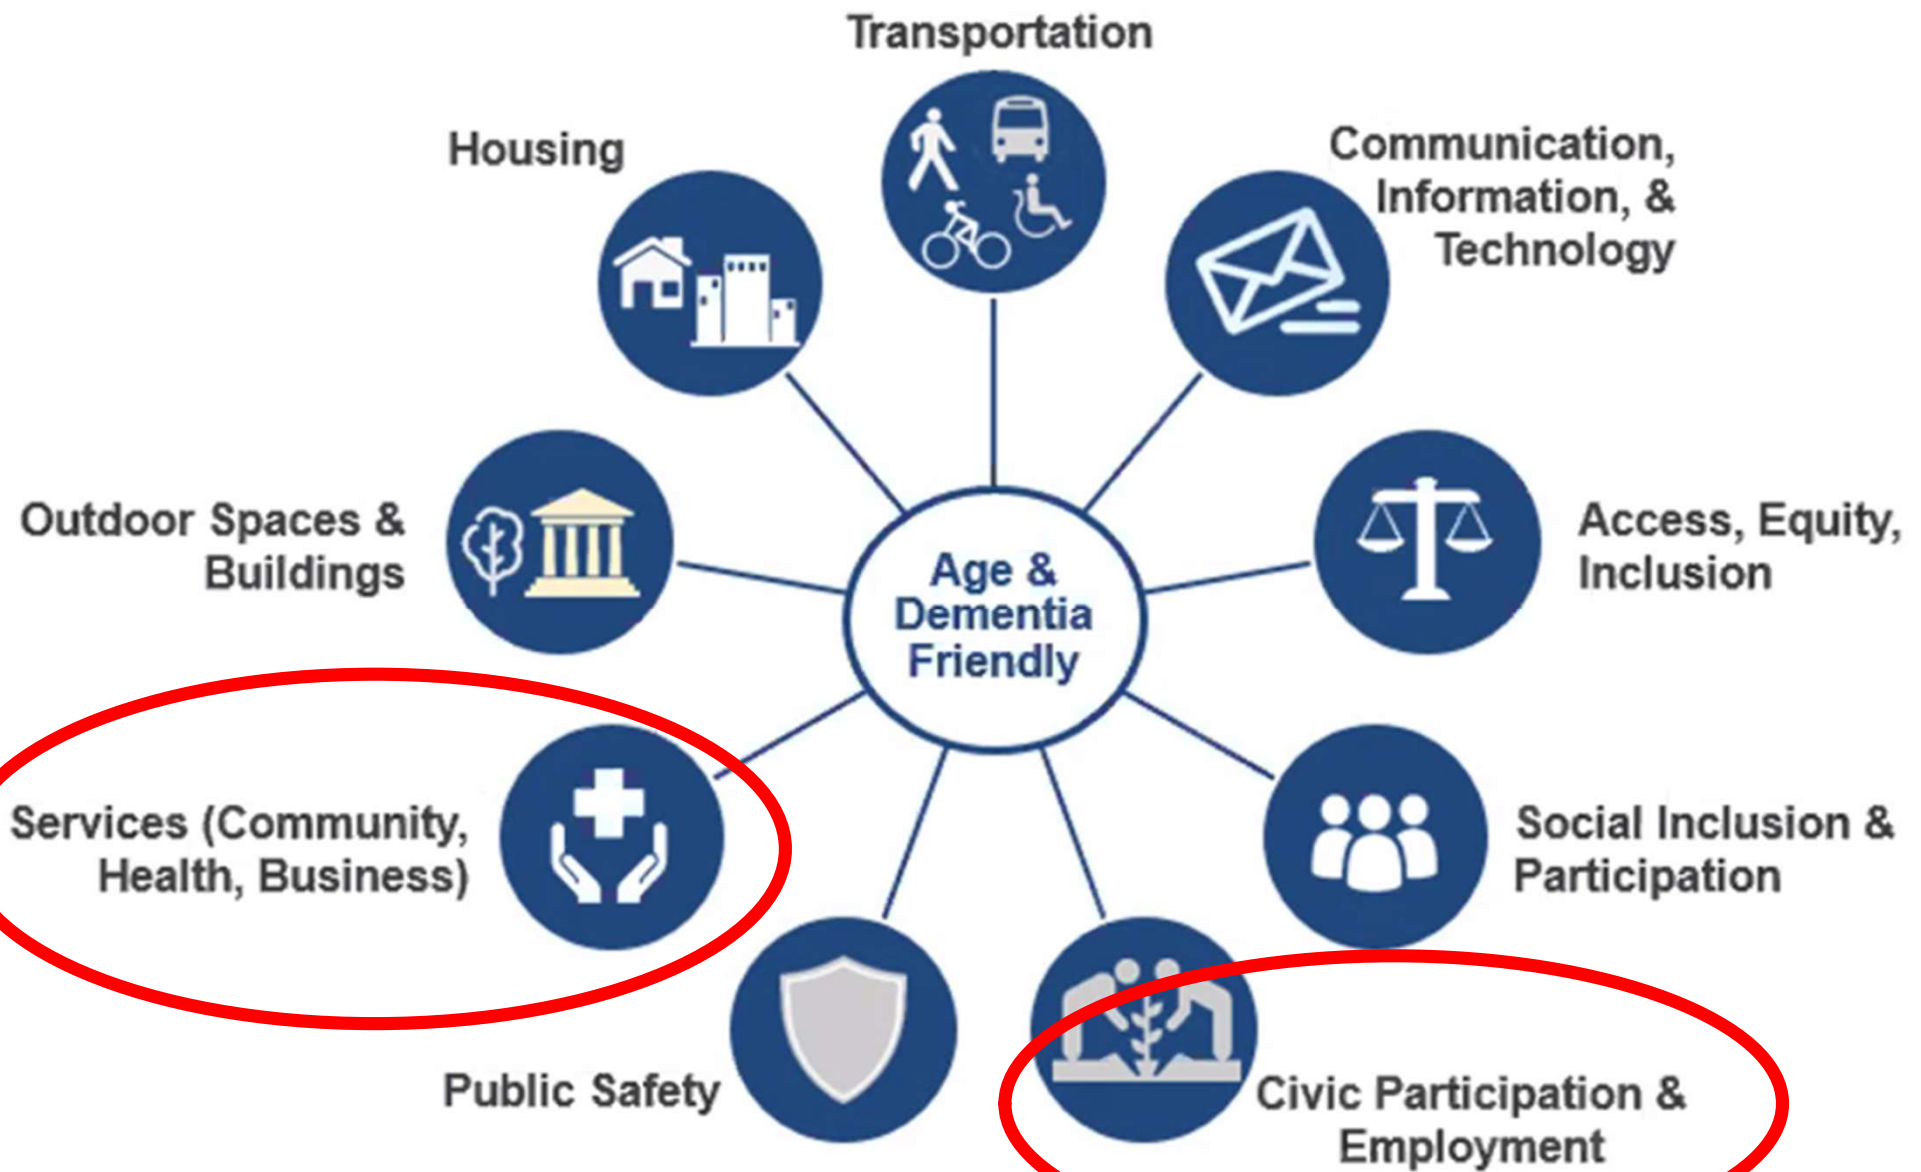 Transportation
Housing
Communication,
Information, &
Technology
Outdoor Spaces &
Buildings
Age &
Dementia
Friendly
Access, Equity,
Inclusion
Services (Community,
Health, Business)
Social Inclusion &
Participation
Public Safety
Civic Participation &
Employment